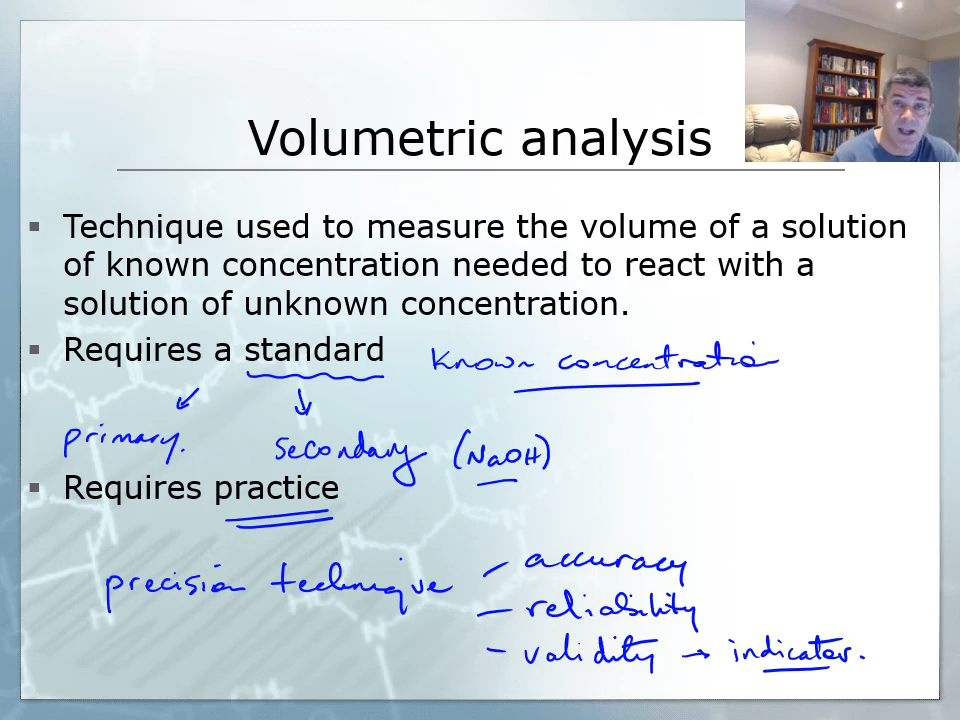 Volumetric analysis
▪ Technique used to measure the volume of a solution
of known concentration needed to react with a
solution of unknown concentration.
▪ Requires a standard known concentration
primary. secondary (NaOH)
▪ Requires practice
precision technique – accuracy
– reliability
– validity → indicator.